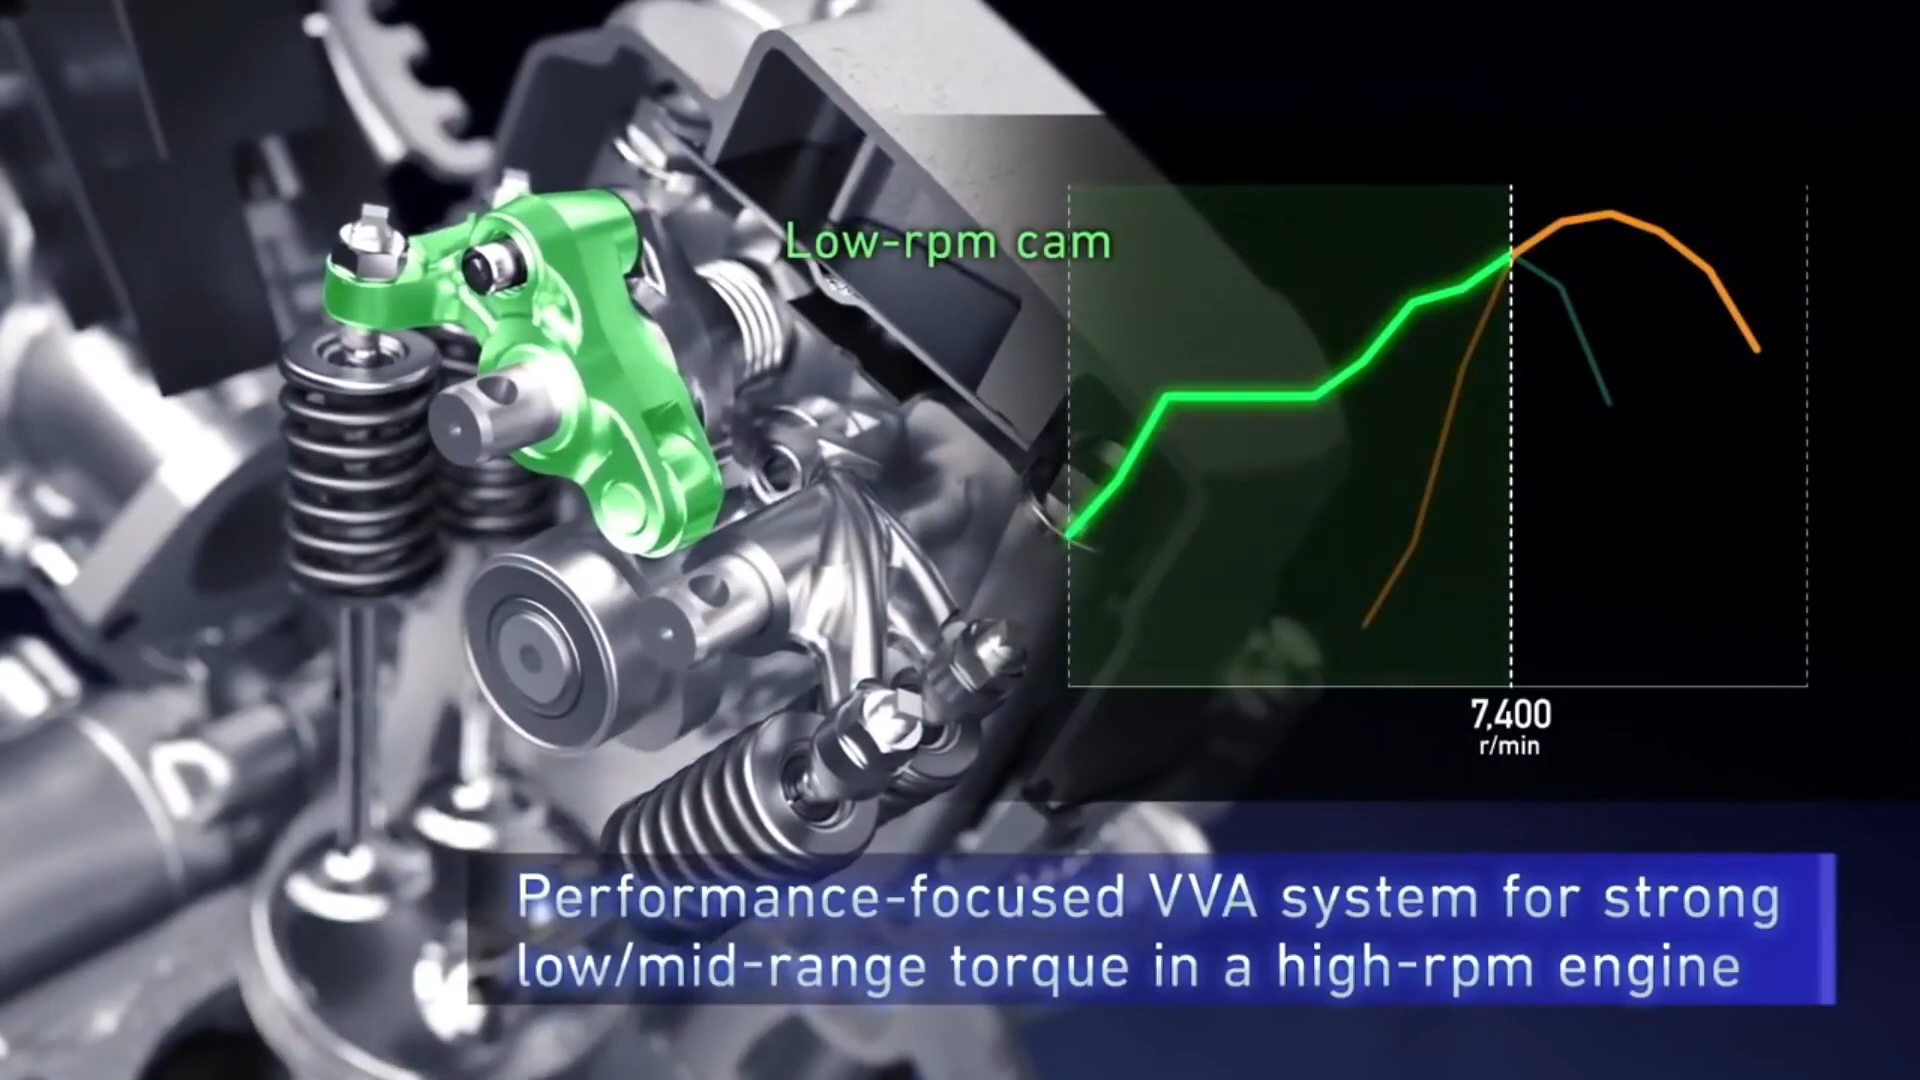 Low-rpm cam
7,400
r/min
Performance-focused VVA system for strong
low/mid-range torque in a high-rpm engine